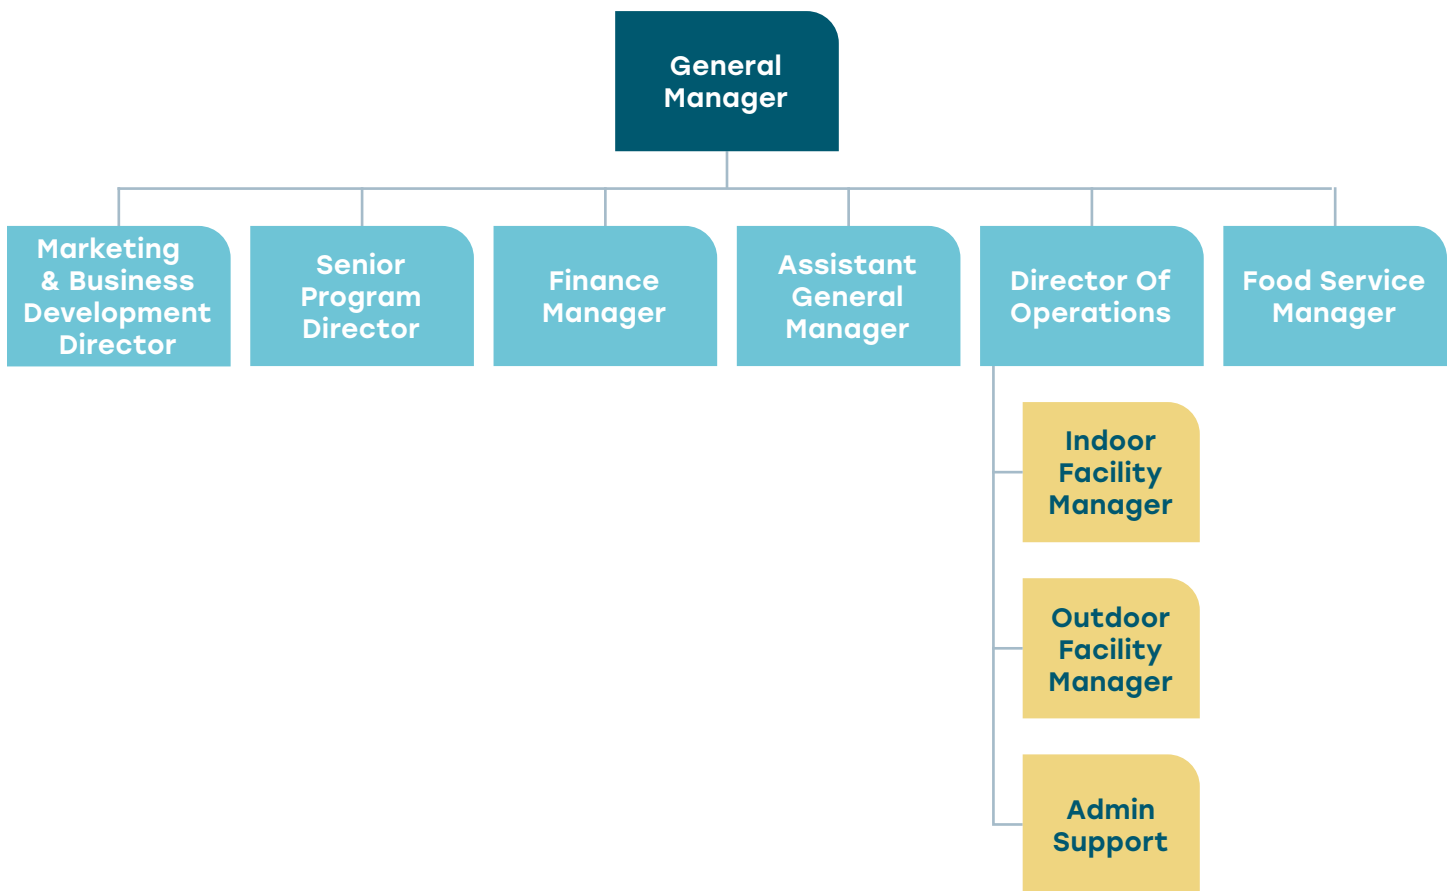 General
Manager
Marketing
& Business
Development
Director
Senior
Program
Director
Finance
Manager
Assistant
General
Manager
Director Of
Operations
Food Service
Manager
Indoor
Facility
Manager
Outdoor
Facility
Manager
Admin
Support